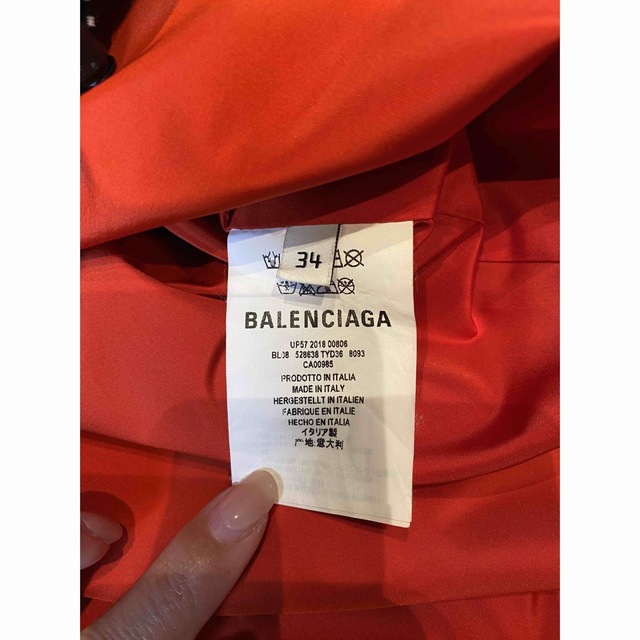 34
BALENCIAGA
UP57 2018 00806
BL08 528638 TYD36 8093
CA00985
PRODOTTO IN ITALIA
MADE IN ITALY
HERGESTELLT IN ITALIEN
FABRIQUE EN ITALIE
HECHO EN ITALIA
イタリア製
产地:意大利